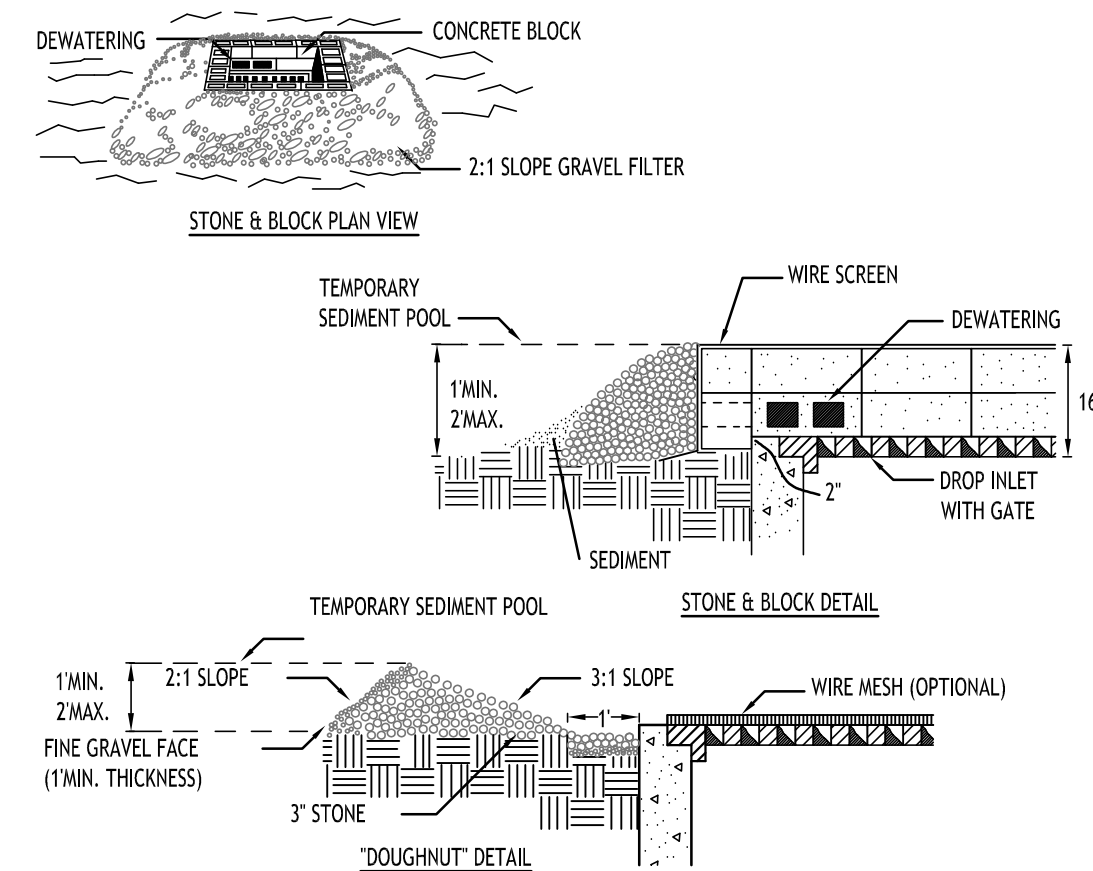 DEWATERING
CONCRETE BLOCK
2:1 SLOPE GRAVEL FILTER
STONE & BLOCK PLAN VIEW
TEMPORARY
SEDIMENT POOL
WIRE SCREEN
DEWATERING
1'MIN.
2'MAX.
16
2"
DROP INLET
WITH GATE
SEDIMENT
STONE & BLOCK DETAIL
TEMPORARY SEDIMENT POOL
2:1 SLOPE
3:1 SLOPE
1'MIN.
2'MAX.
1'
WIRE MESH (OPTIONAL)
FINE GRAVEL FACE
(1'MIN. THICKNESS)
3" STONE
"DOUGHNUT" DETAIL